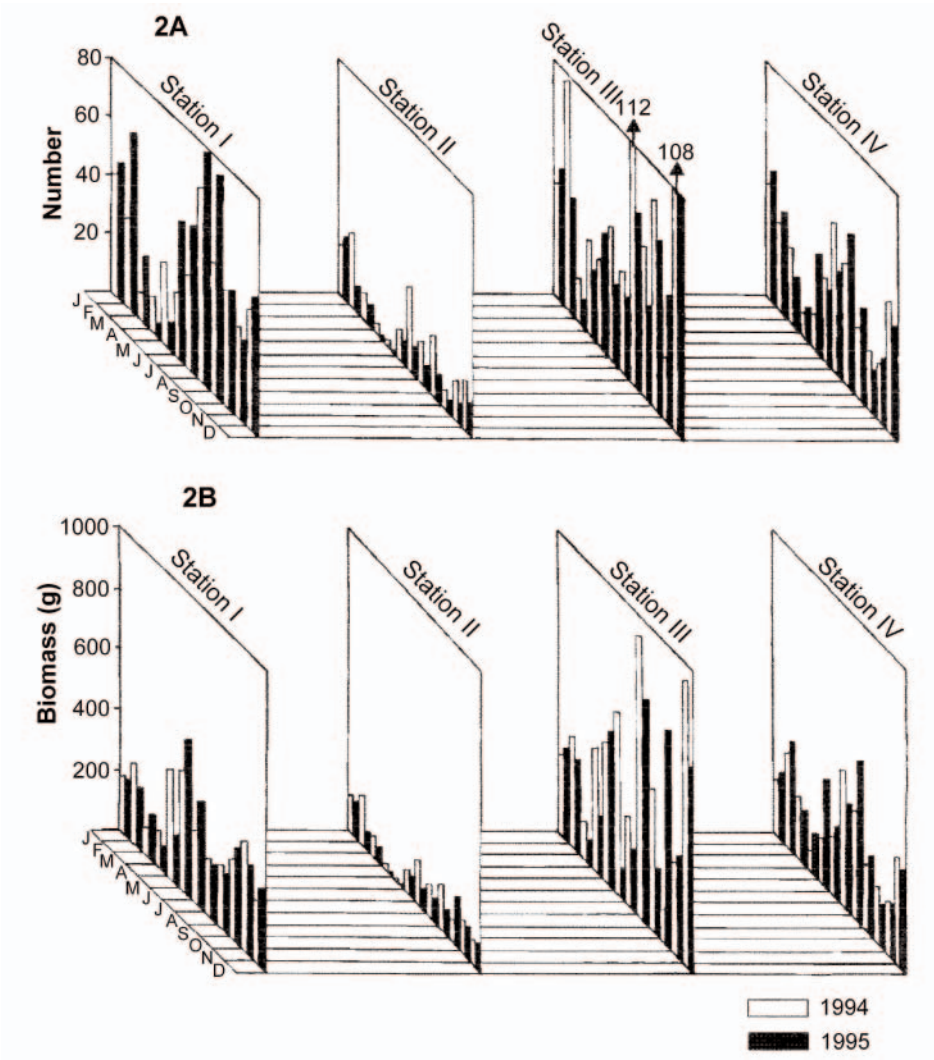 2A
80
60
40
20
Number
Station I
Station II
Station III
Station IV
112
108
J
F
M
A
M
J
J
A
S
O
N
D
2B
1000
800
600
400
200
Biomass (g)
Station I
Station II
Station III
Station IV
J
F
M
A
M
J
J
A
S
O
N
D
1994
1995